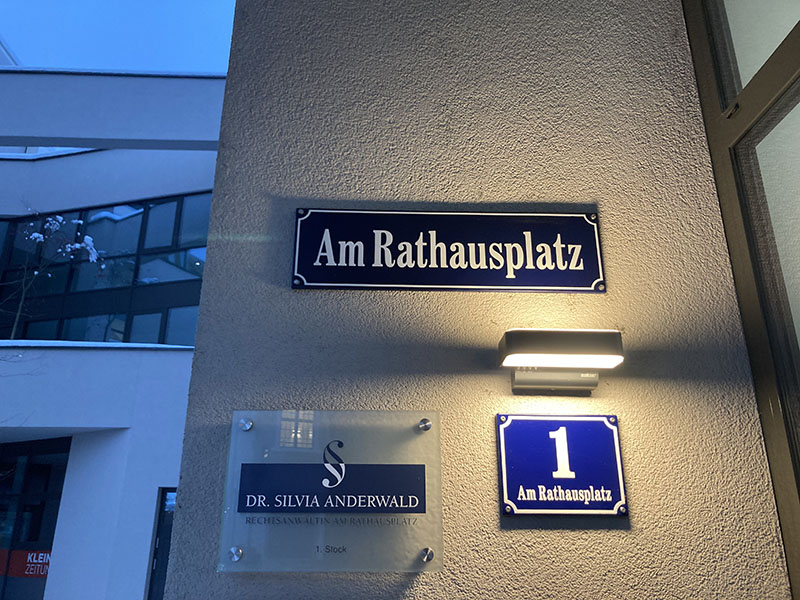 Am Rathausplatz
1
Am Rathausplatz
DR. SILVIA ANDERWALD
RECHTSANWÄLTIN AM RATHAUSPLATZ
1. Stock
KLEIN
ZEITUN